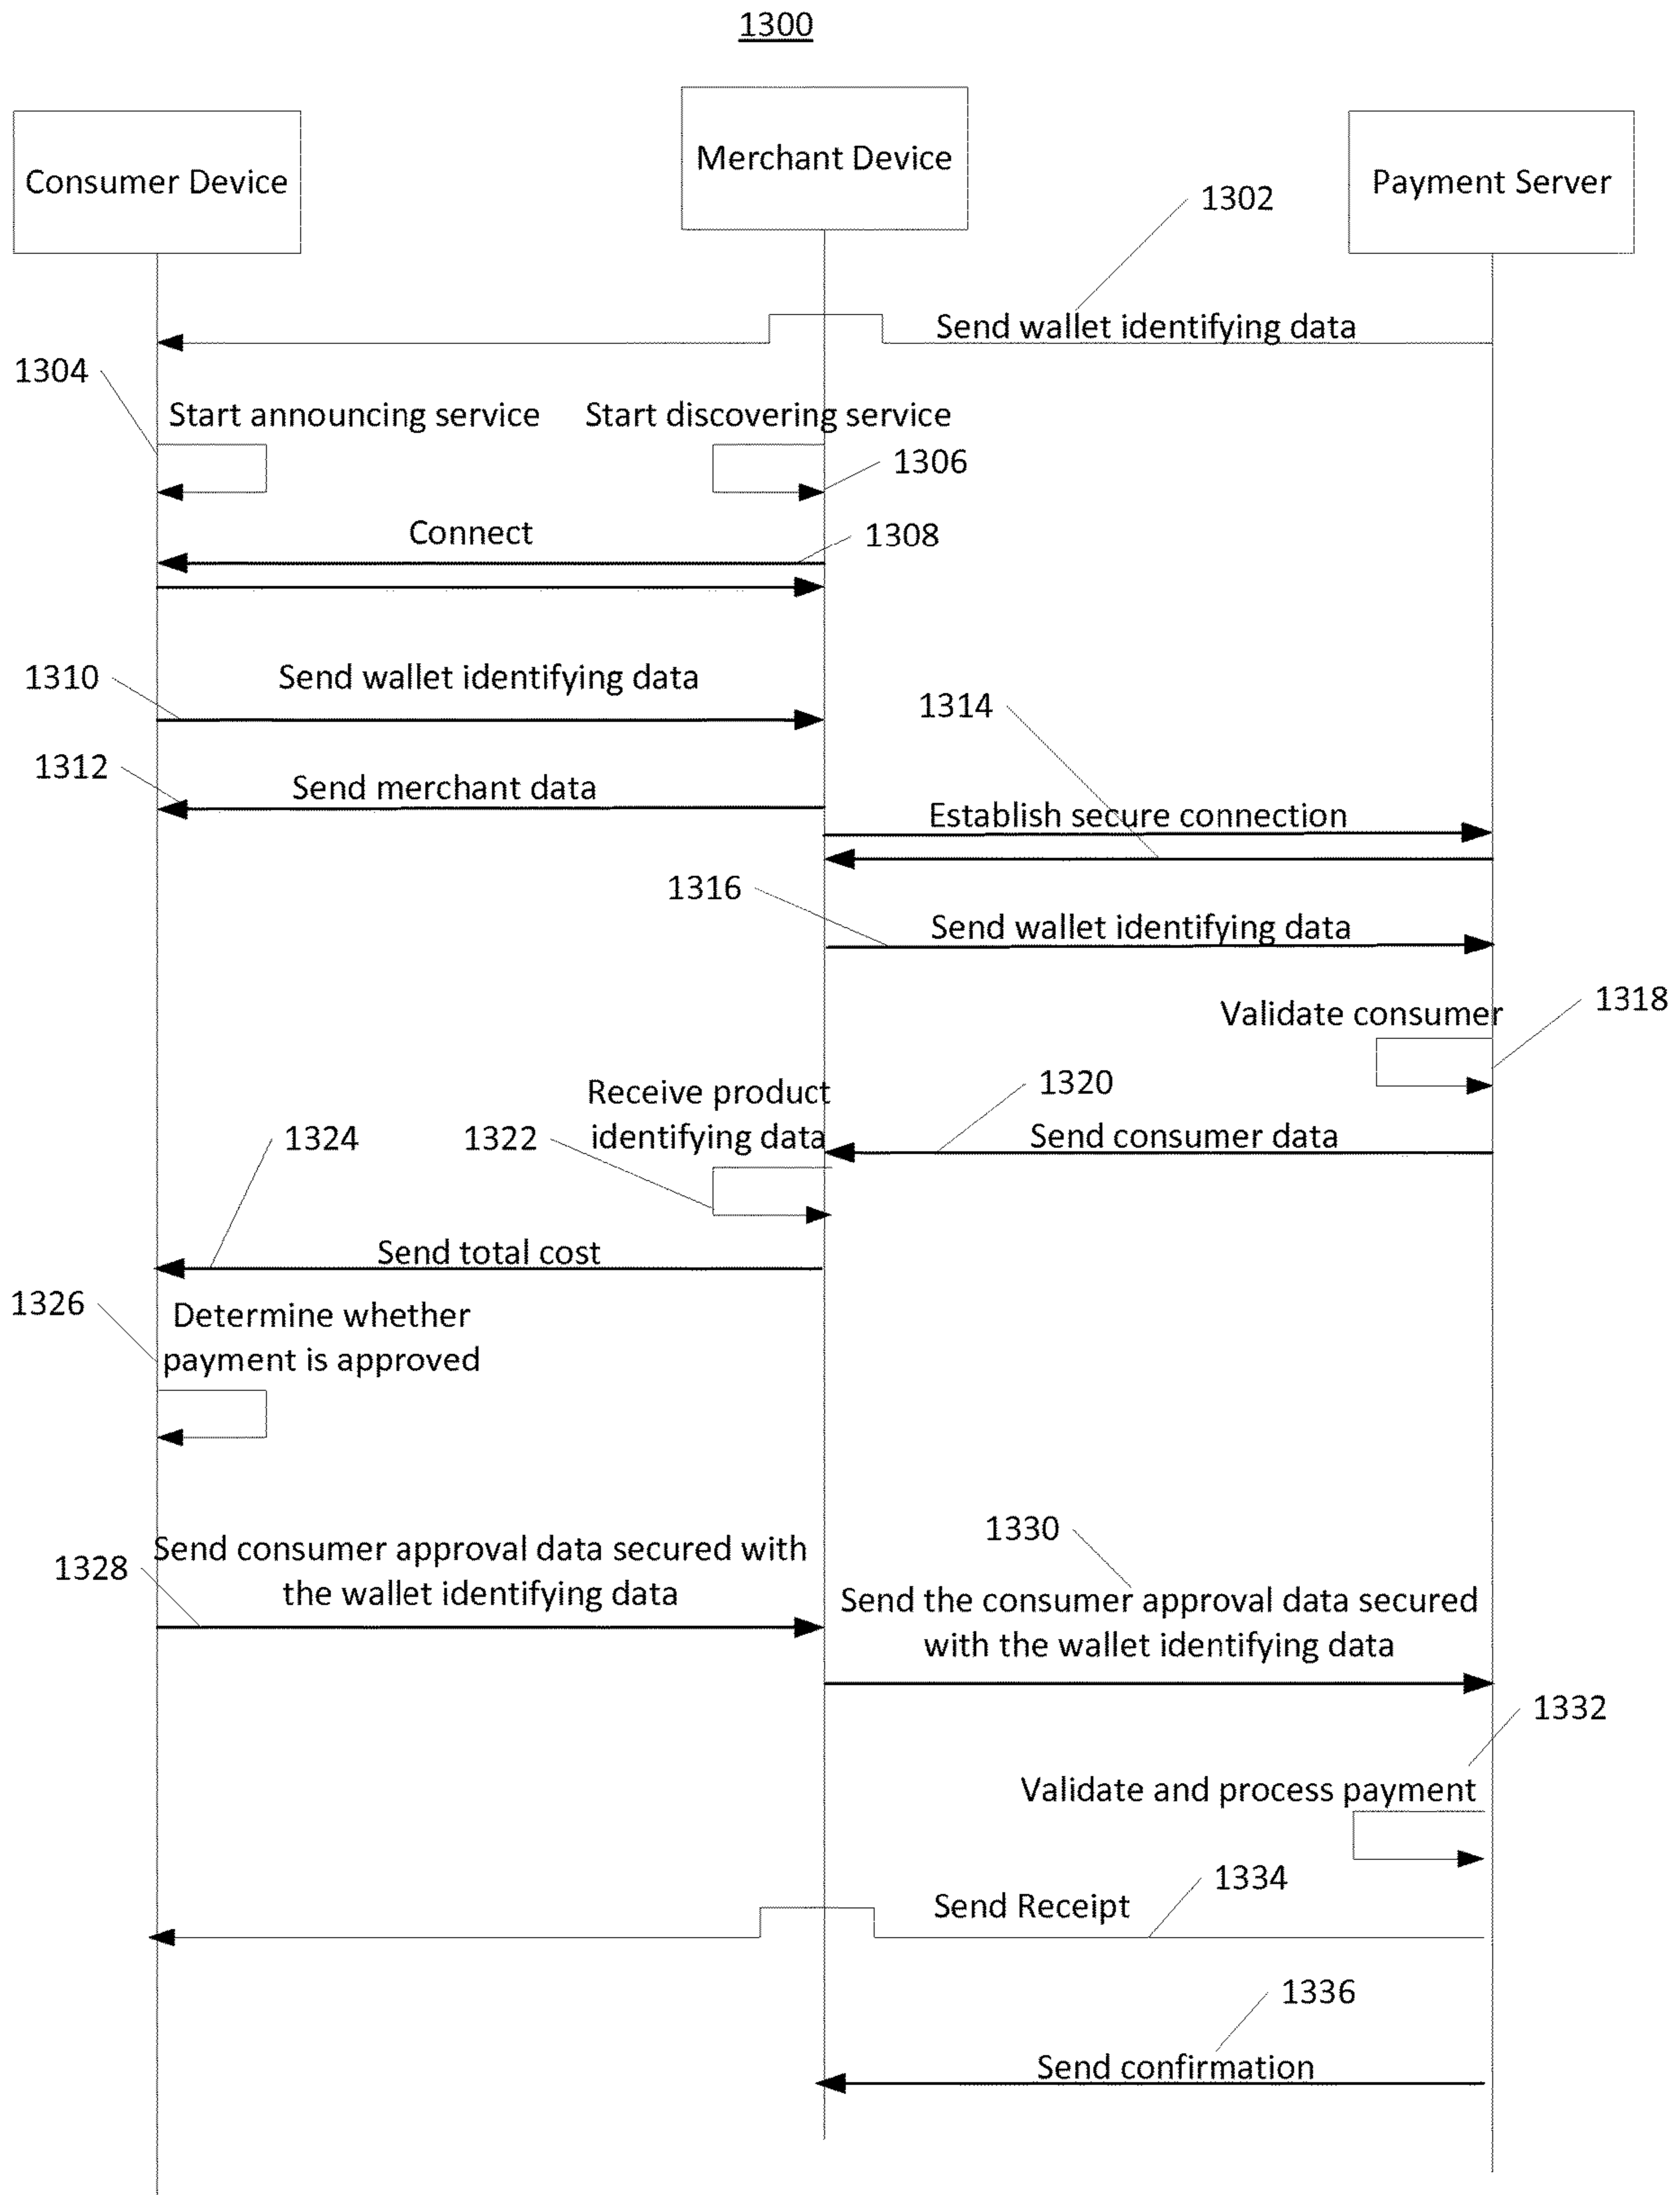 1300
Consumer Device
Merchant Device
Payment Server
1302
Send wallet identifying data
1304
Start announcing service
Start discovering service
1306
Connect
1308
1310
Send wallet identifying data
1314
1312
Send merchant data
Establish secure connection
1316
Send wallet identifying data
1318
Validate consumer
Receive product
identifying data
1320
1324
1322
Send consumer data
Send total cost
1326
Determine whether
payment is approved
1328
Send consumer approval data secured with
the wallet identifying data
1330
Send the consumer approval data secured
with the wallet identifying data
1332
Validate and process payment
1334
Send Receipt
1336
Send confirmation